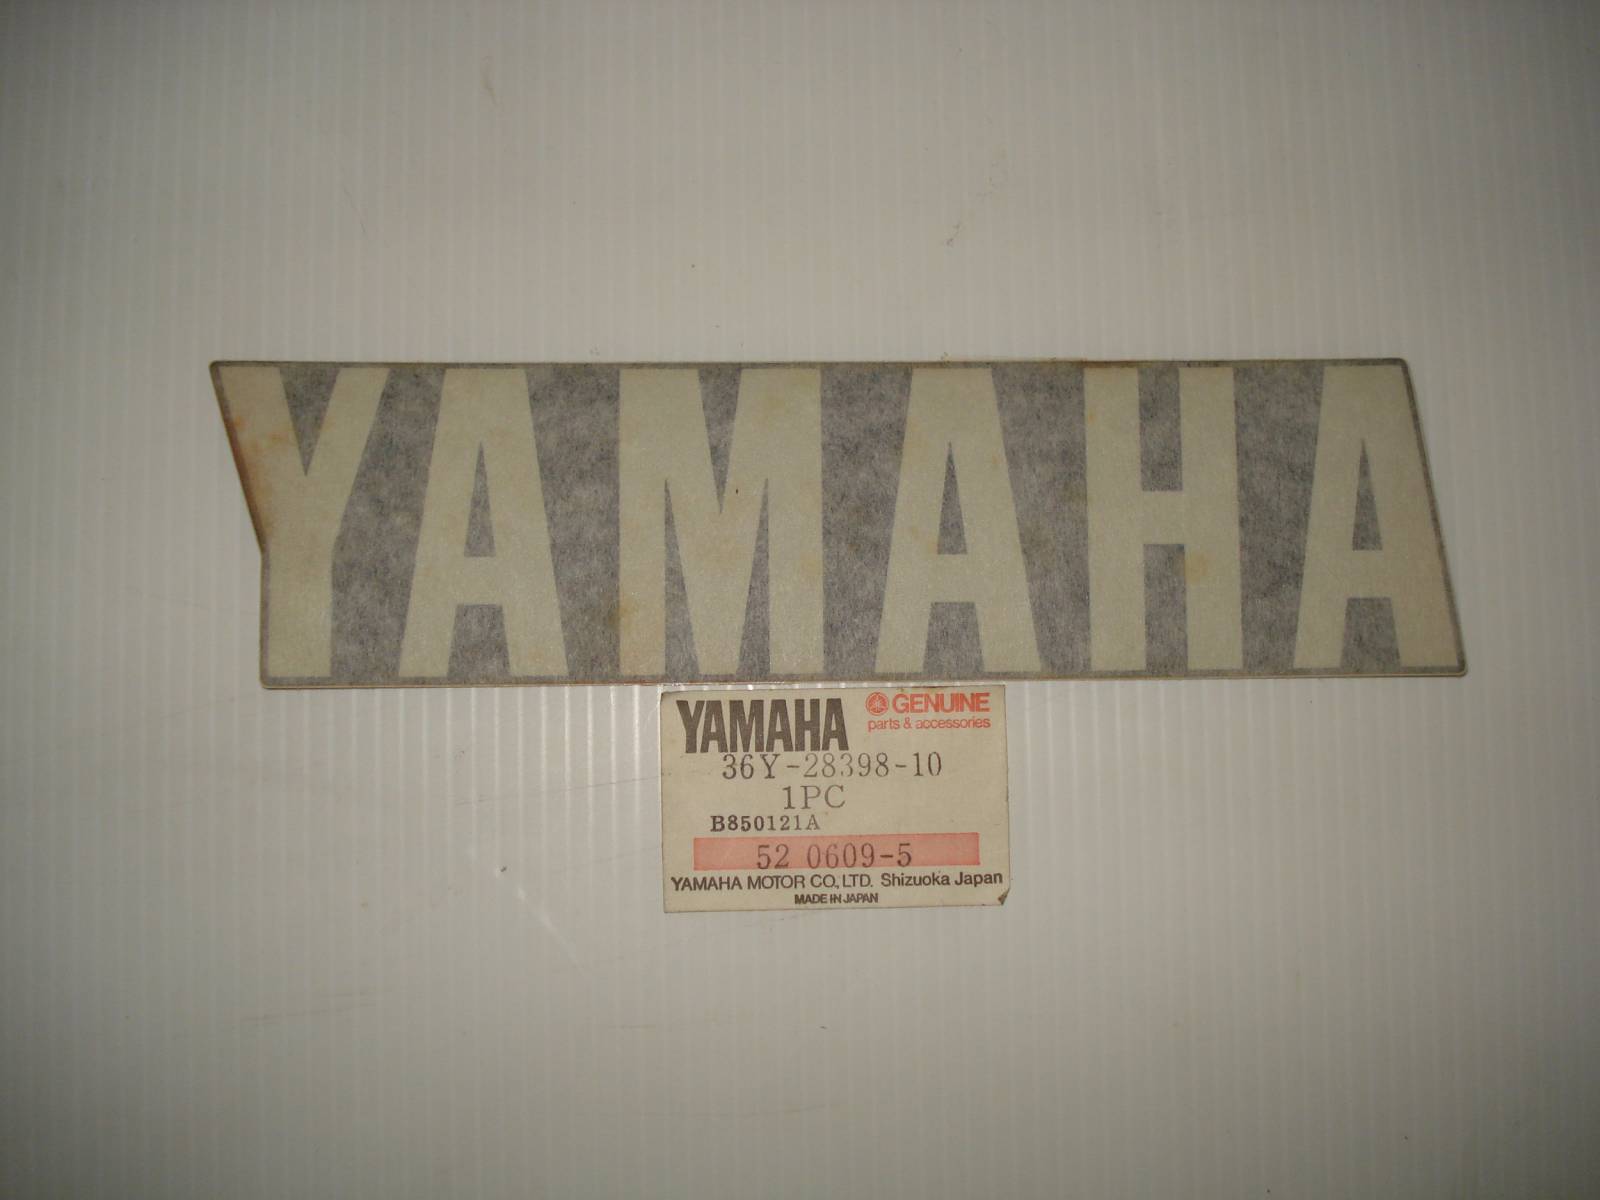 YAMAHA
YAMAHA GENUINE
parts & accessories
36Y-28398-10
1PC
B850121A
52 0609-5
YAMAHA MOTOR CO., LTD. Shizuoka Japan
MADE IN JAPAN